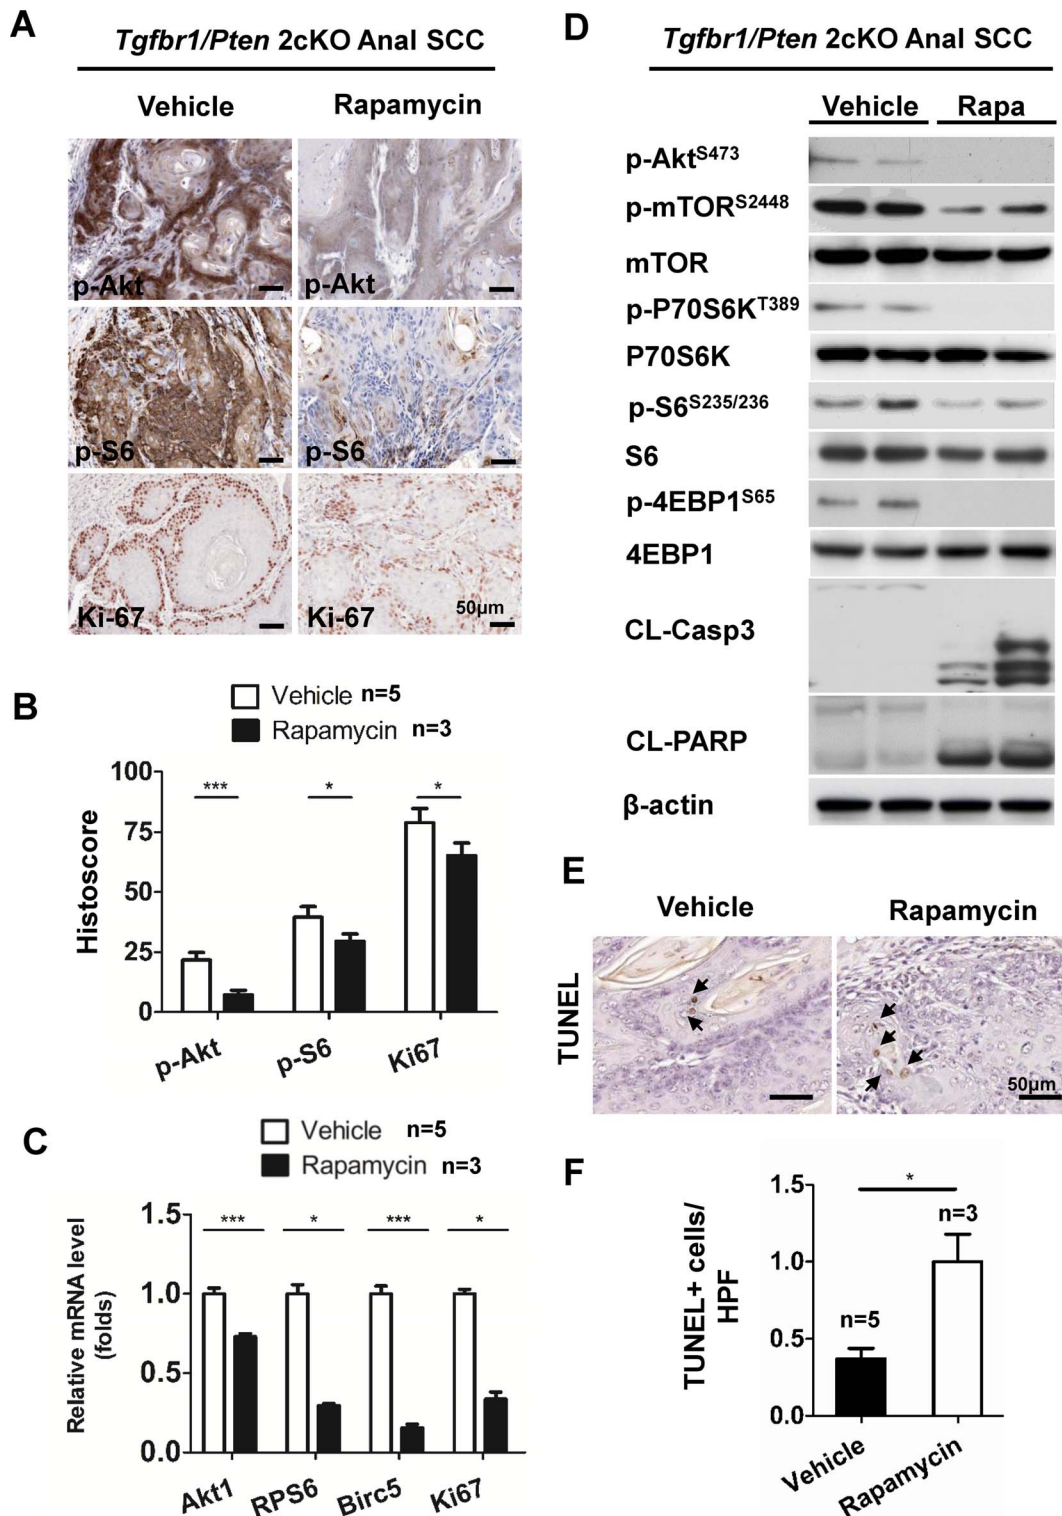 A
Tgfbr1/Pten 2cKO Anal SCC
Vehicle Rapamycin
p-Akt p-Akt
p-S6 p-S6
Ki-67 Ki-67 50μm
B
Vehicle n=5
Rapamycin n=3
Histoscore
100
75
50
25
0
*** * *
p-Akt p-S6 Ki67
C
Vehicle n=5
Rapamycin n=3
Relative mRNA level
(folds)
1.5
1.0
0.5
0.0
*** * *** *
Akt1 RPS6 Birc5 Ki67
D
Tgfbr1/Pten 2cKO Anal SCC
Vehicle Rapa
p-AktS473
p-mTORS2448
mTOR
p-P70S6KT389
P70S6K
p-S6S235/236
S6
p-4EBP1S65
4EBP1
CL-Casp3
CL-PARP
β-actin
E
Vehicle Rapamycin
TUNEL
50μm
F
TUNEL+ cells/
HPF
1.5
1.0
0.5
0.0
*
n=5
n=3
Vehicle Rapamycin